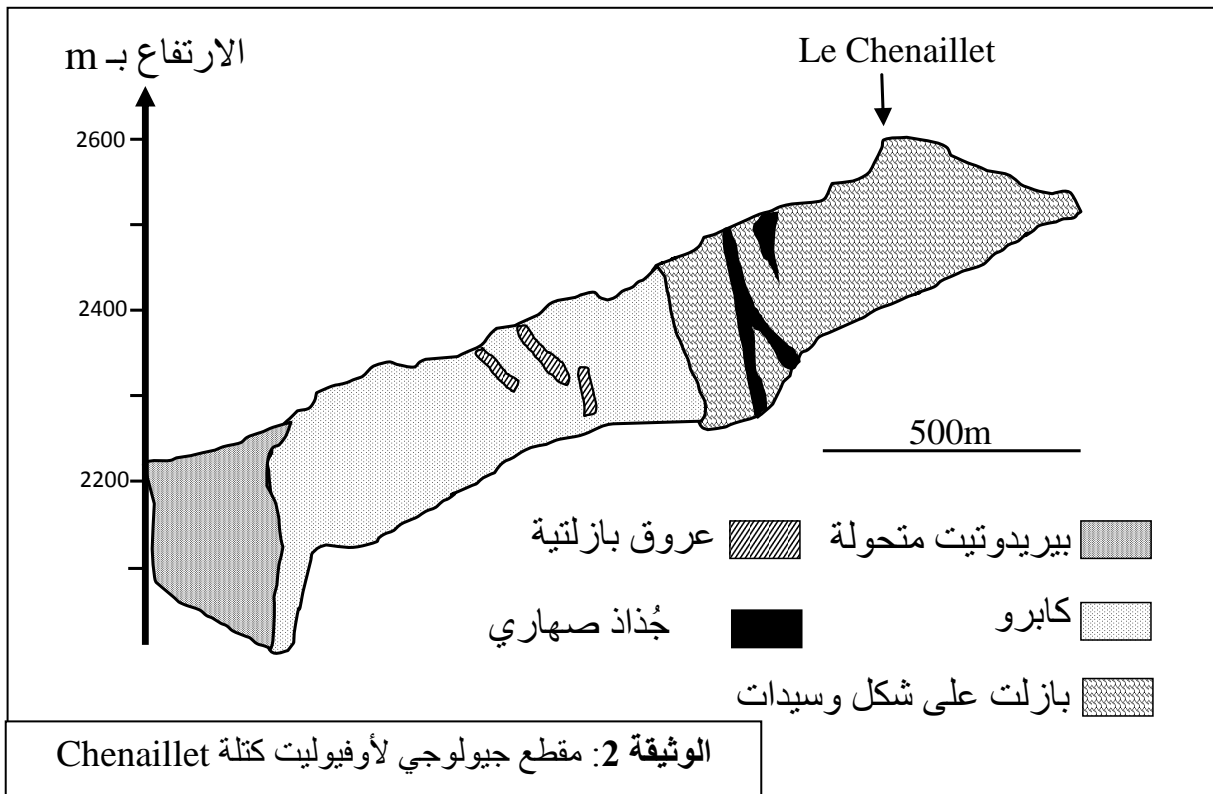 الارتفاع بـ m
Le Chenaillet
2600
2400
2200
500m
بيريدوتيت متحولة
عروق بازلتية
كابرو
جُذاذ صهاري
بازلت على شكل وسيدات
الوثيقة 2: مقطع جيولوجي لأوفيوليت كتلة Chenaillet